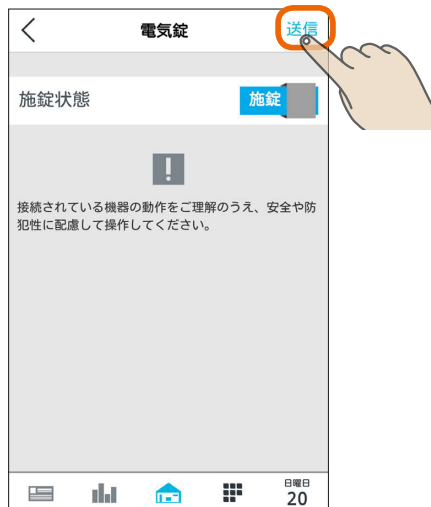 電気錠
送信
施錠状態
施錠
接続されている機器の動作をご理解のうえ、安全や防
犯性に配慮して操作してください。
日曜日
20